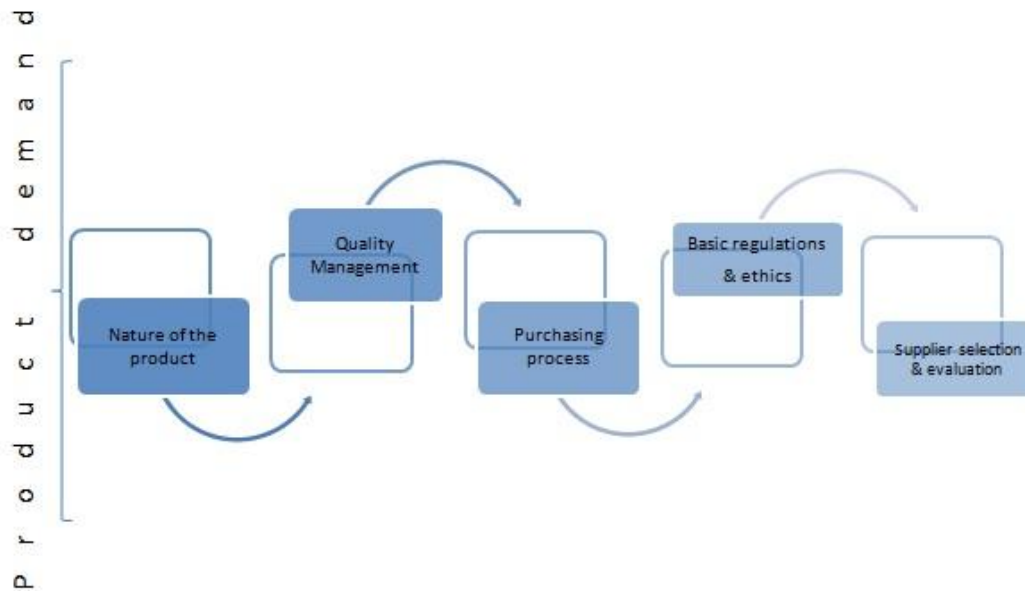 Product demand
Nature of the
product
Quality
Management
Purchasing
process
Basic regulations
& ethics
Supplier selection
& evaluation